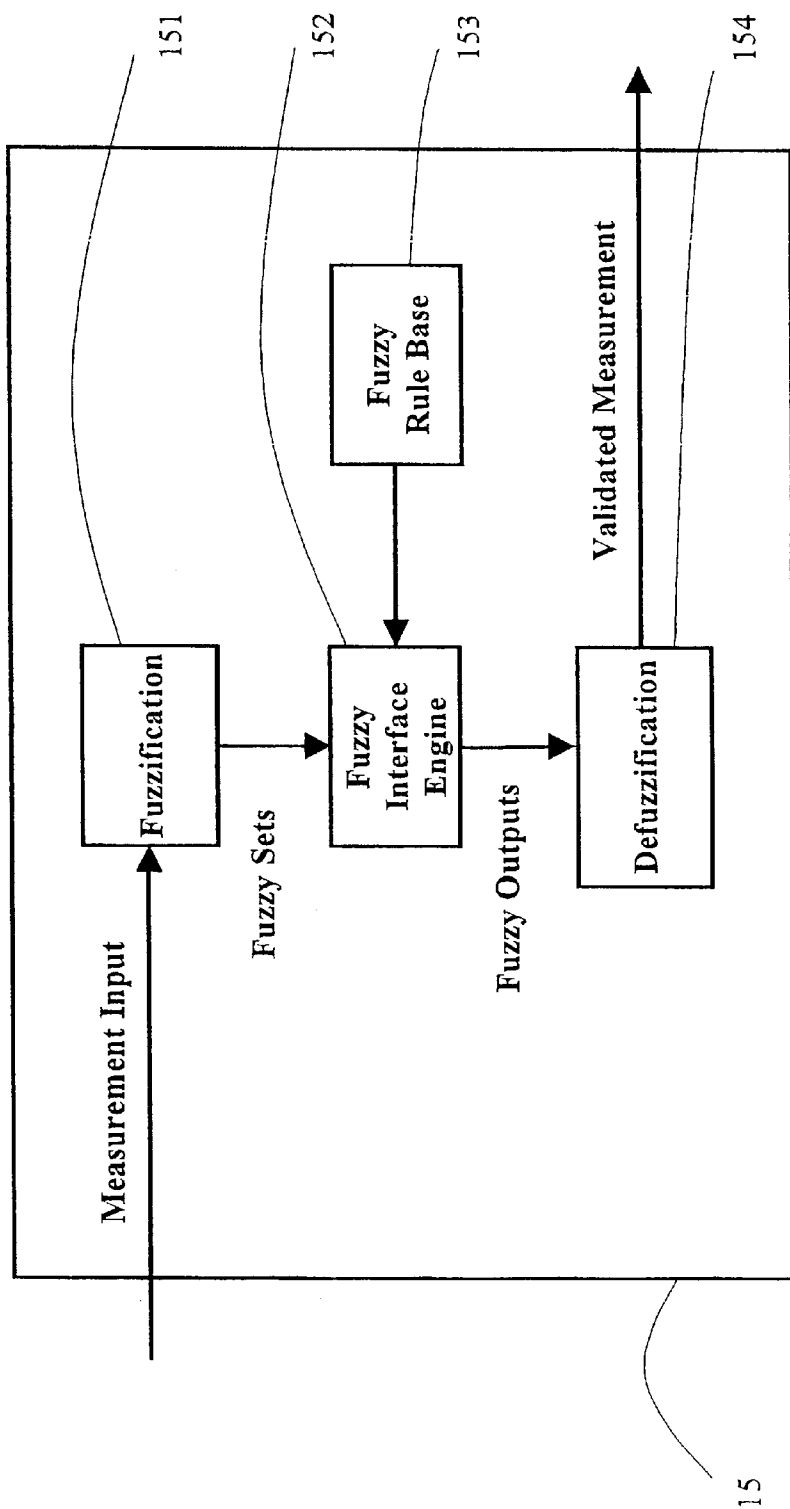 Measurement Input
Fuzzification
151
Fuzzy Sets
Fuzzy
Interface
Engine
152
Fuzzy
Rule Base
153
Fuzzy Outputs
Defuzzification
Validated Measurement
154
15